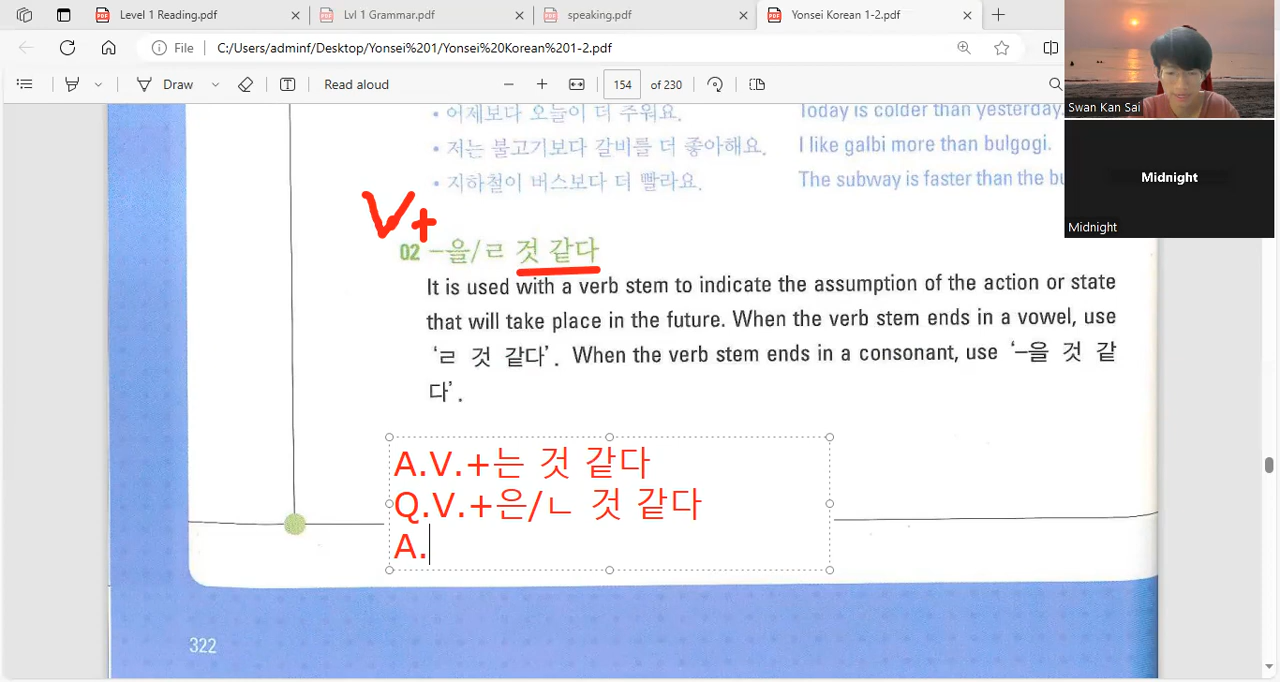 Level 1 Reading.pdf
Lvl 1 Grammar.pdf
speaking.pdf
Yonsei Korean 1-2.pdf
File
C:/Users/adminf/Desktop/Yonsei%201/Yonsei%20Korean%201-2.pdf
Draw
Read aloud
154 of 230
Swan Kan Sai
Midnight
Midnight
• 어제보다 오늘이 더 추워요. Today is colder than yesterday.
• 저는 불고기보다 갈비를 더 좋아해요. I like galbi more than bulgogi.
• 지하철이 버스보다 더 빨라요. The subway is faster than the bu
V+
02 –을/ㄹ 것 같다
It is used with a verb stem to indicate the assumption of the action or state
that will take place in the future. When the verb stem ends in a vowel, use
‘ㄹ 것 같다’. When the verb stem ends in a consonant, use ‘–을 것 같
다’.
A.V.+는 것 같다
Q.V.+은/ㄴ 것 같다
A.
322